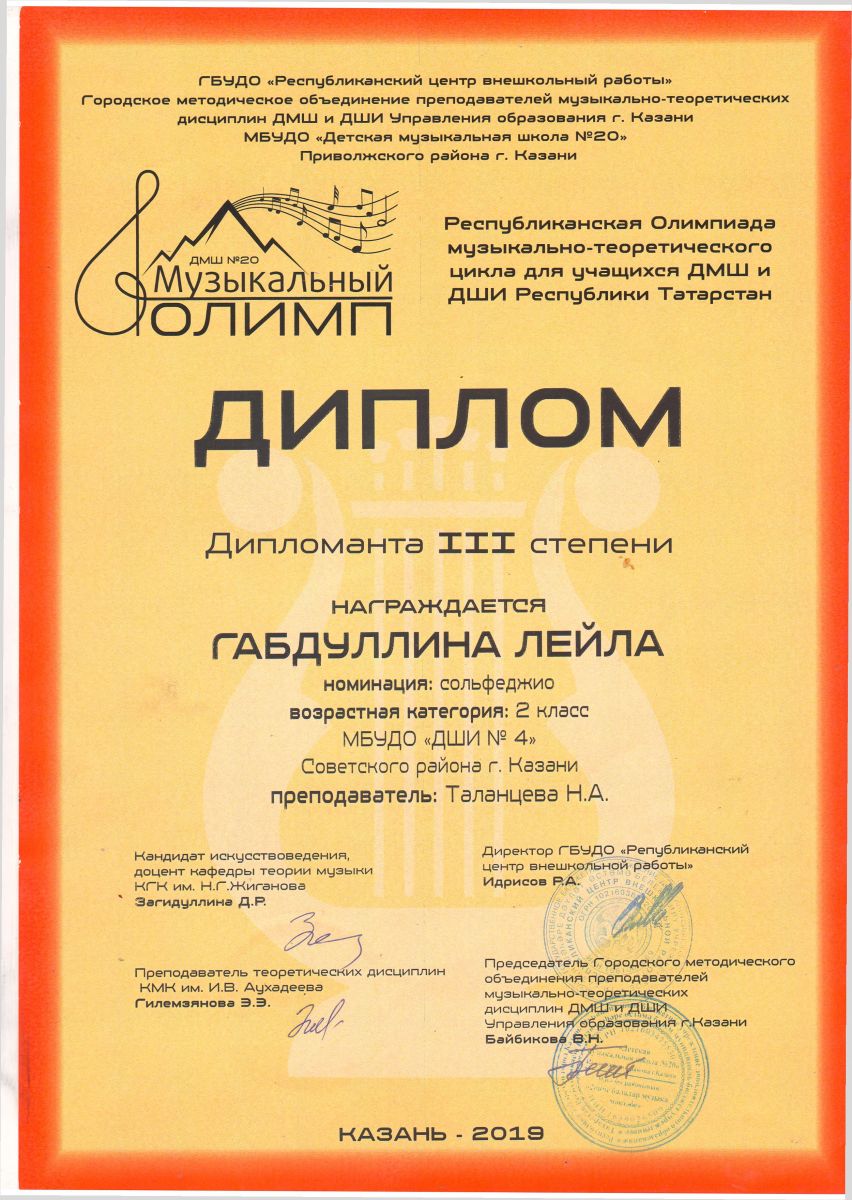 ГБУДО «Республиканский центр внешкольный работы»
Городское методическое объединение преподавателей музыкально-теоретических
дисциплин ДМШ и ДШИ Управления образования г. Казани
МБУДО «Детская музыкальная школа №20»
Приволжского района г. Казани
ДМШ №20
Музыкальный
ОЛИМП
Республиканская Олимпиада
музыкально-теоретического
цикла для учащихся ДМШ и
ДШИ Республики Татарстан
ДИПЛОМ
Дипломанта III степени
НАГРАЖДАЕТСЯ
ГАБДУЛЛИНА ЛЕЙЛА
номинация: сольфеджио
возрастная категория: 2 класс
МБУДО «ДШИ № 4»
Советского района г. Казани
преподаватель: Таланцева Н.А.
Кандидат искусствоведения,
доцент кафедры теории музыки
КГК им. Н.Г.Жиганова
Загидуллина Д.Р.
Директор ГБУДО «Републиканский
центр внешкольной работы»
Идрисов Р.А.
Преподаватель теоретических дисциплин
КМК им. И.В. Аухадеева
Гилемзянова Э.Э.
Председатель Городского методического
объединения преподавателей
музыкально-теоретических
дисциплин ДМШ и ДШИ
Управления образования г.Казани
Байбикова В.Н.
КАЗАНЬ - 2019